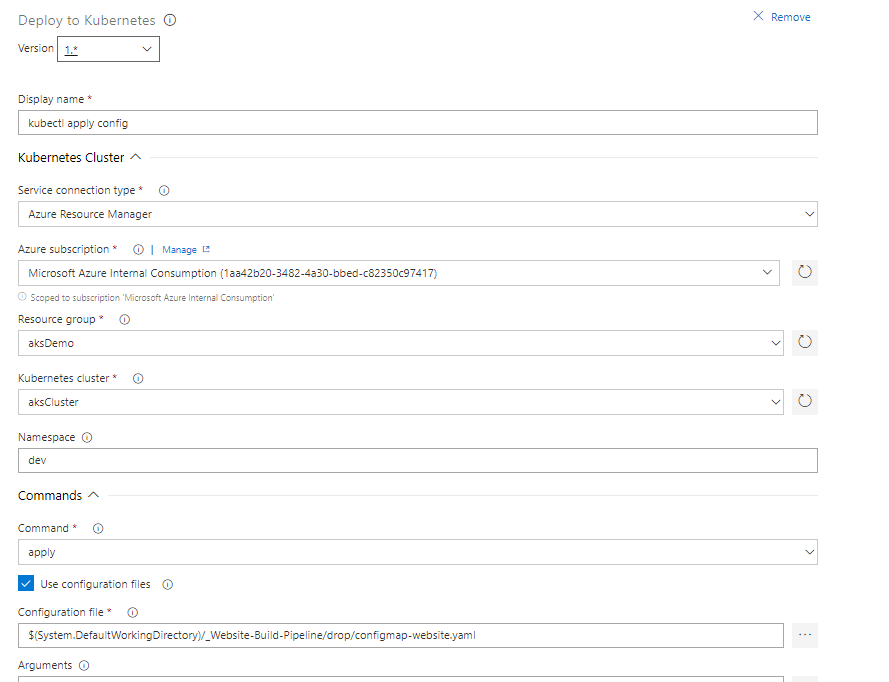 Deploy to Kubernetes
Remove
Version 1.*
Display name *
kubectl apply config
Kubernetes Cluster
Service connection type *
Azure Resource Manager
Azure subscription * | Manage
Microsoft Azure Internal Consumption (1aa42b20-3482-4a30-bbed-c82350c97417)
Scoped to subscription 'Microsoft Azure Internal Consumption'
Resource group *
aksDemo
Kubernetes cluster *
aksCluster
Namespace
dev
Commands
Command *
apply
Use configuration files
Configuration file *
$(System.DefaultWorkingDirectory)/_Website-Build-Pipeline/drop/configmap-website.yaml
...
Arguments